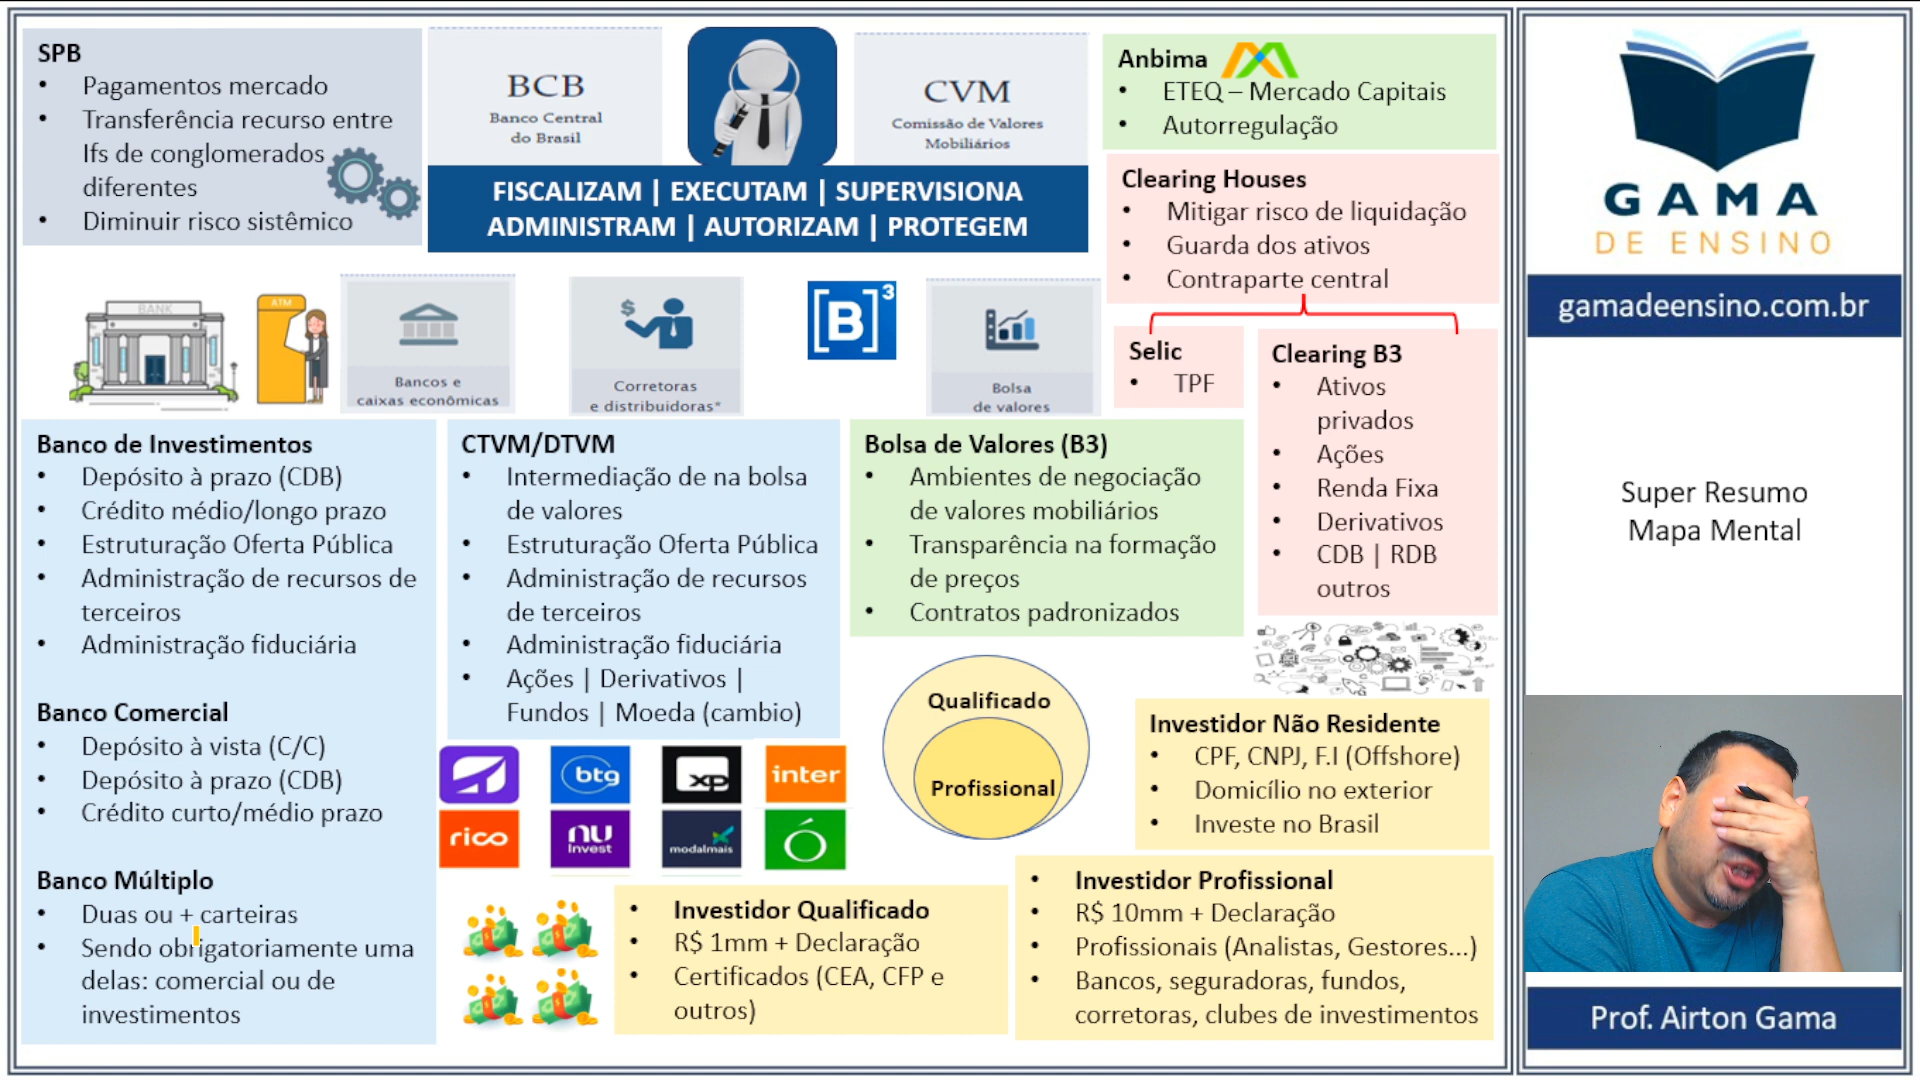 SPB
• Pagamentos mercado
• Transferência recurso entre
Ifs de conglomerados
diferentes
• Diminuir risco sistêmico
BCB
Banco Central
do Brasil
CVM
Comissão de Valores
Mobiliários
FISCALIZAM | EXECUTAM | SUPERVISIONA
ADMINISTRAM | AUTORIZAM | PROTEGEM
Anbima
• ETEQ – Mercado Capitais
• Autorregulação
Clearing Houses
• Mitigar risco de liquidação
• Guarda dos ativos
• Contraparte central
Selic
• TPF
Clearing B3
• Ativos
privados
• Ações
• Renda Fixa
• Derivativos
• CDB | RDB
outros
BANK
ATM
Bancos e
caixas econômicas
Corretoras
e distribuidoras*
[B]³
Bolsa
de valores
Banco de Investimentos
• Depósito à prazo (CDB)
• Crédito médio/longo prazo
• Estruturação Oferta Pública
• Administração de recursos de
terceiros
• Administração fiduciária
Banco Comercial
• Depósito à vista (C/C)
• Depósito à prazo (CDB)
• Crédito curto/médio prazo
Banco Múltiplo
• Duas ou + carteiras
• Sendo obrigatoriamente uma
delas: comercial ou de
investimentos
CTVM/DTVM
• Intermediação de na bolsa
de valores
• Estruturação Oferta Pública
• Administração de recursos
de terceiros
• Administração fiduciária
• Ações | Derivativos |
Fundos | Moeda (cambio)
btg
xp
inter
rico
nu
invest
modalmais
Bolsa de Valores (B3)
• Ambientes de negociação
de valores mobiliários
• Transparência na formação
de preços
• Contratos padronizados
Qualificado
Profissional
Investidor Não Residente
• CPF, CNPJ, F.I (Offshore)
• Domicílio no exterior
• Investe no Brasil
• Investidor Qualificado
• R$ 1mm + Declaração
• Certificados (CEA, CFP e
outros)
• Investidor Profissional
• R$ 10mm + Declaração
• Profissionais (Analistas, Gestores...)
• Bancos, seguradoras, fundos,
corretoras, clubes de investimentos
GAMA
DE ENSINO
gamadeensino.com.br
Super Resumo
Mapa Mental
Prof. Airton Gama